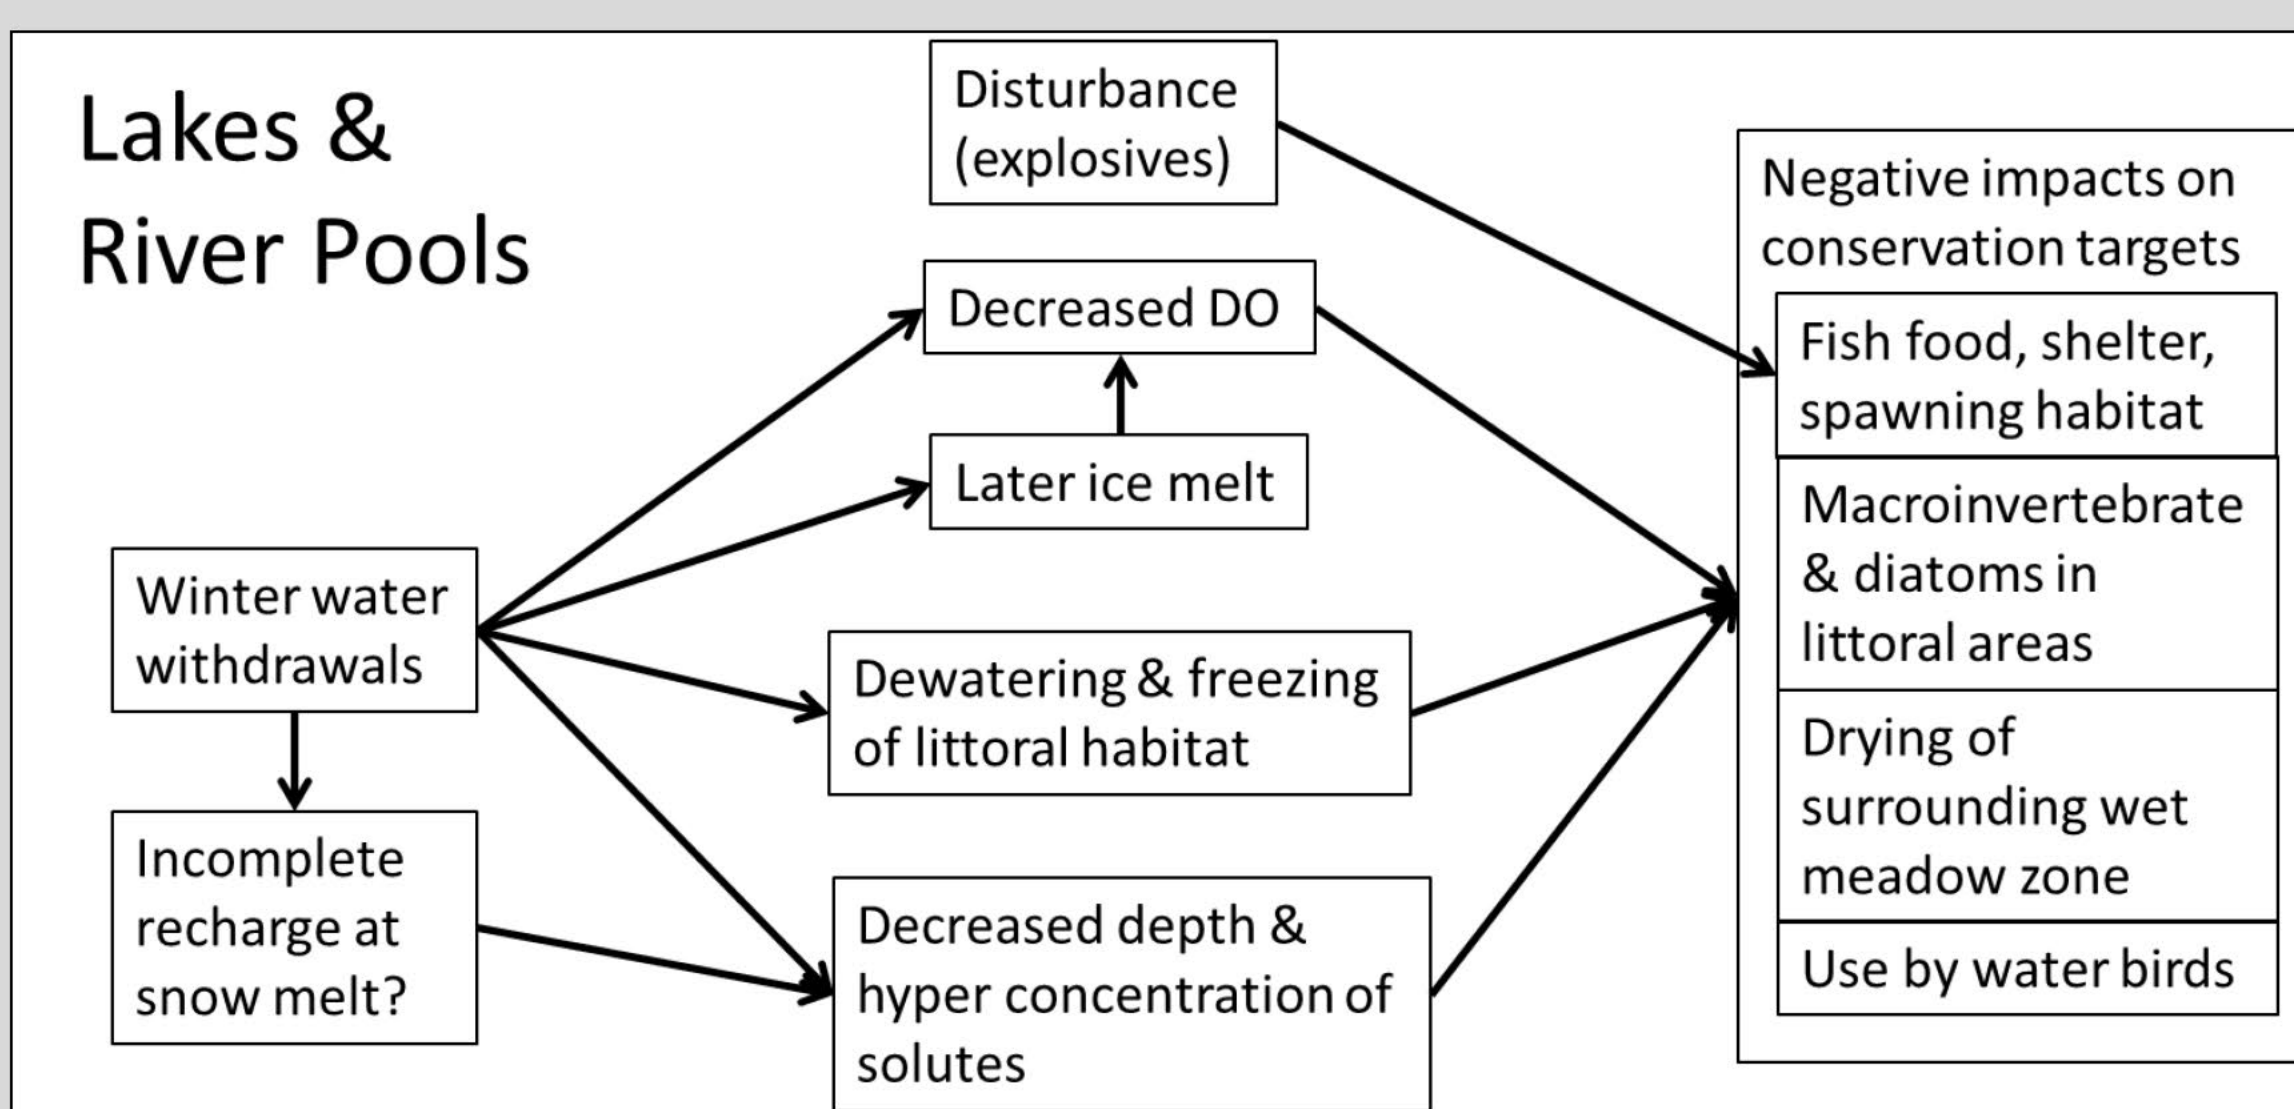 Lakes &
River Pools
Disturbance
(explosives)
Decreased DO
Later ice melt
Winter water
withdrawals
Dewatering & freezing
of littoral habitat
Incomplete
recharge at
snow melt?
Decreased depth &
hyper concentration of
solutes
Negative impacts on
conservation targets
Fish food, shelter,
spawning habitat
Macroinvertebrate
& diatoms in
littoral areas
Drying of
surrounding wet
meadow zone
Use by water birds